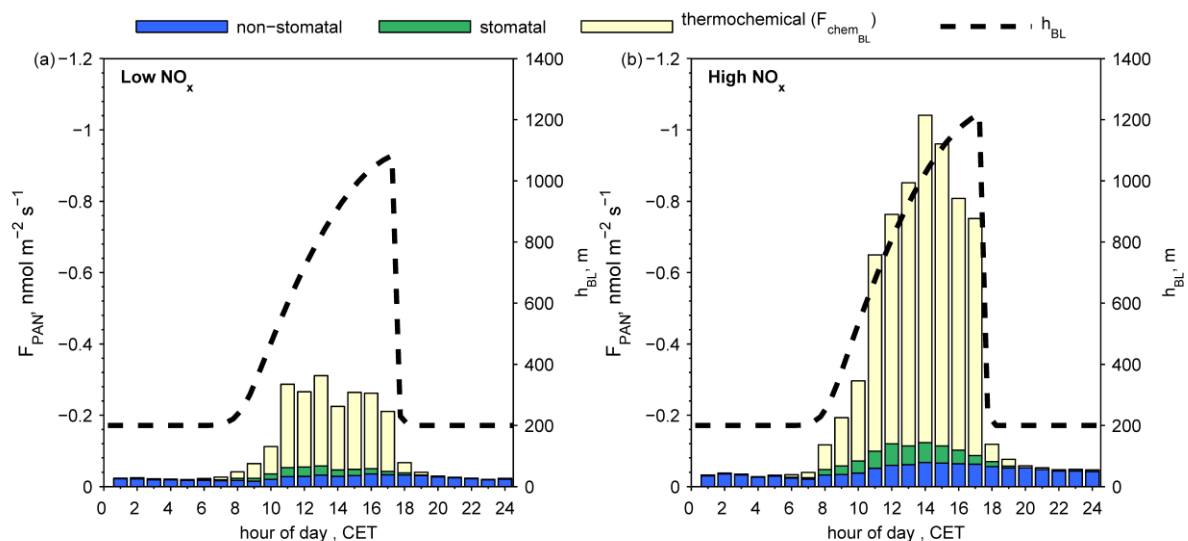 non−stomatal stomatal thermochemical (F_chem_BL) h_BL
(a) Low NO_x
−1.2
−1
−0.8
−0.6
−0.4
−0.2
0
F_PAN, nmol m^−2 s^−1
1400
1200
1000
800
600
400
200
0
h_BL, m
0 2 4 6 8 10 12 14 16 18 20 22 24
hour of day , CET
(b) High NO_x
−1.2
−1
−0.8
−0.6
−0.4
−0.2
0
F_PAN, nmol m^−2 s^−1
1400
1200
1000
800
600
400
200
0
h_BL, m
0 2 4 6 8 10 12 14 16 18 20 22 24
hour of day , CET